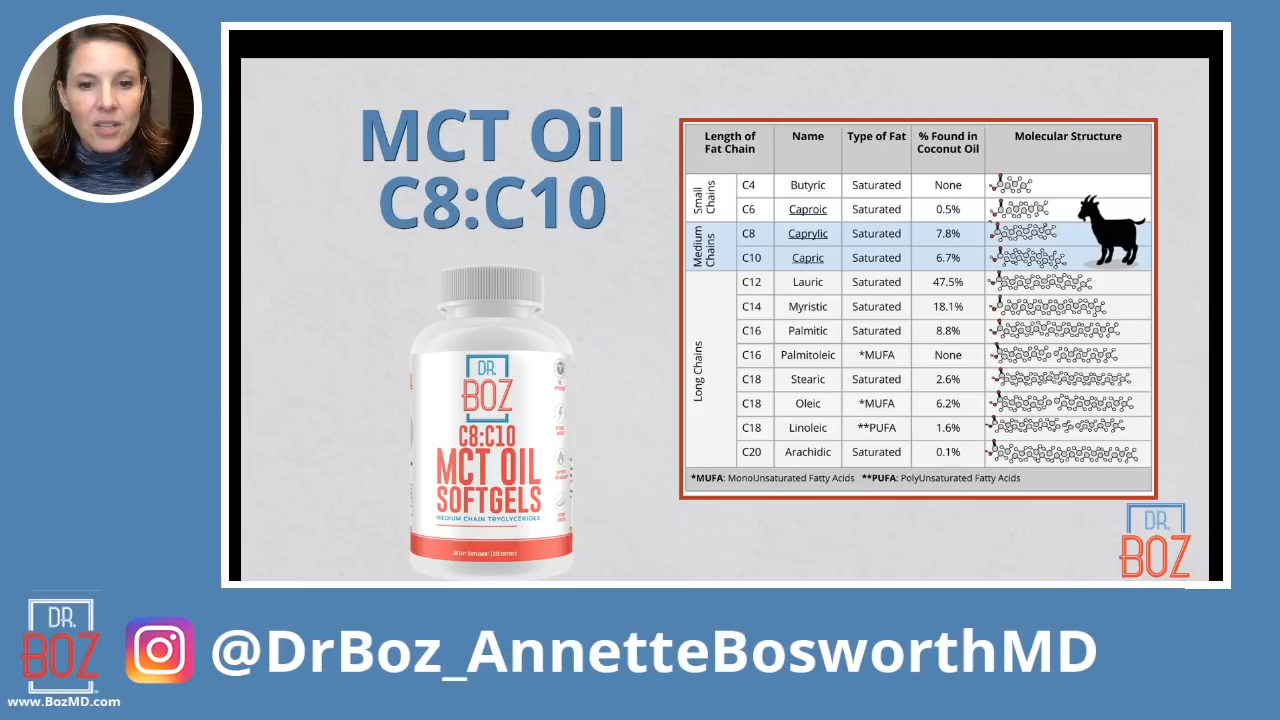 MCT Oil
C8:C10
DR.
BOZ
C8:C10
MCT OIL
SOFTGELS
MEDIUM CHAIN TRYGLYCERIDES
Length of Fat Chain Name Type of Fat % Found in Coconut Oil Molecular Structure
Small Chains
C4 Butyric Saturated None
C6 Caproic Saturated 0.5%
Medium Chains
C8 Caprylic Saturated 7.8%
C10 Capric Saturated 6.7%
Long Chains
C12 Lauric Saturated 47.5%
C14 Myristic Saturated 18.1%
C16 Palmitic Saturated 8.8%
C16 Palmitoleic *MUFA None
C18 Stearic Saturated 2.6%
C18 Oleic *MUFA 6.2%
C18 Linoleic **PUFA 1.6%
C20 Arachidic Saturated 0.1%
*MUFA: MonoUnsaturated Fatty Acids **PUFA: PolyUnsaturated Fatty Acids
DR.
BOZ
DR.
BOZ
www.BozMD.com
@DrBoz_AnnetteBosworthMD